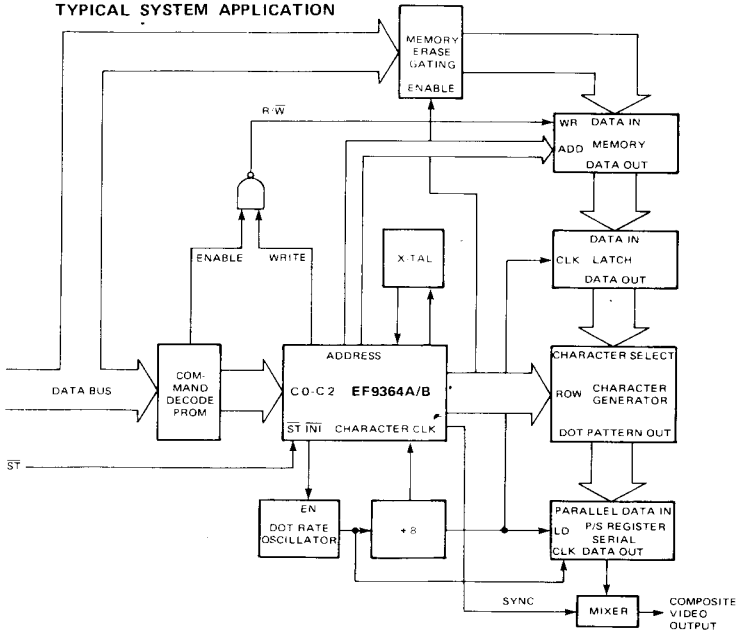 TYPICAL SYSTEM APPLICATION
MEMORY
ERASE
GATING
ENABLE
R/W̅
WR DATA IN
ADD MEMORY
DATA OUT
ENABLE WRITE
X-TAL
DATA IN
CLK LATCH
DATA OUT
DATA BUS
COM-
MAND
DECODE
PROM
ADDRESS
C0-C2 EF9364A/B
S̅T̅ I̅N̅I̅ CHARACTER CLK
CHARACTER SELECT
ROW CHARACTER
GENERATOR
DOT PATTERN OUT
S̅T̅
EN
DOT RATE
OSCILLATOR
÷8
PARALLEL DATA IN
LD P/S REGISTER
SERIAL
CLK DATA OUT
SYNC
MIXER
COMPOSITE
VIDEO
OUTPUT